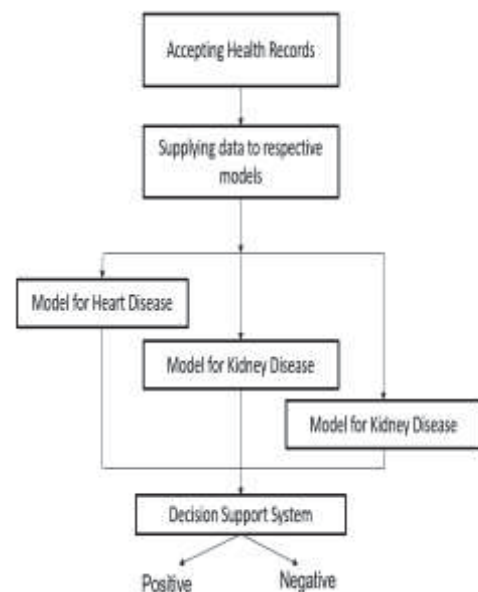 Accepting Health Records
Supplying data to respective
models
Model for Heart Disease
Model for Kidney Disease
Model for Kidney Disease
Decision Support System
Positive
Negative